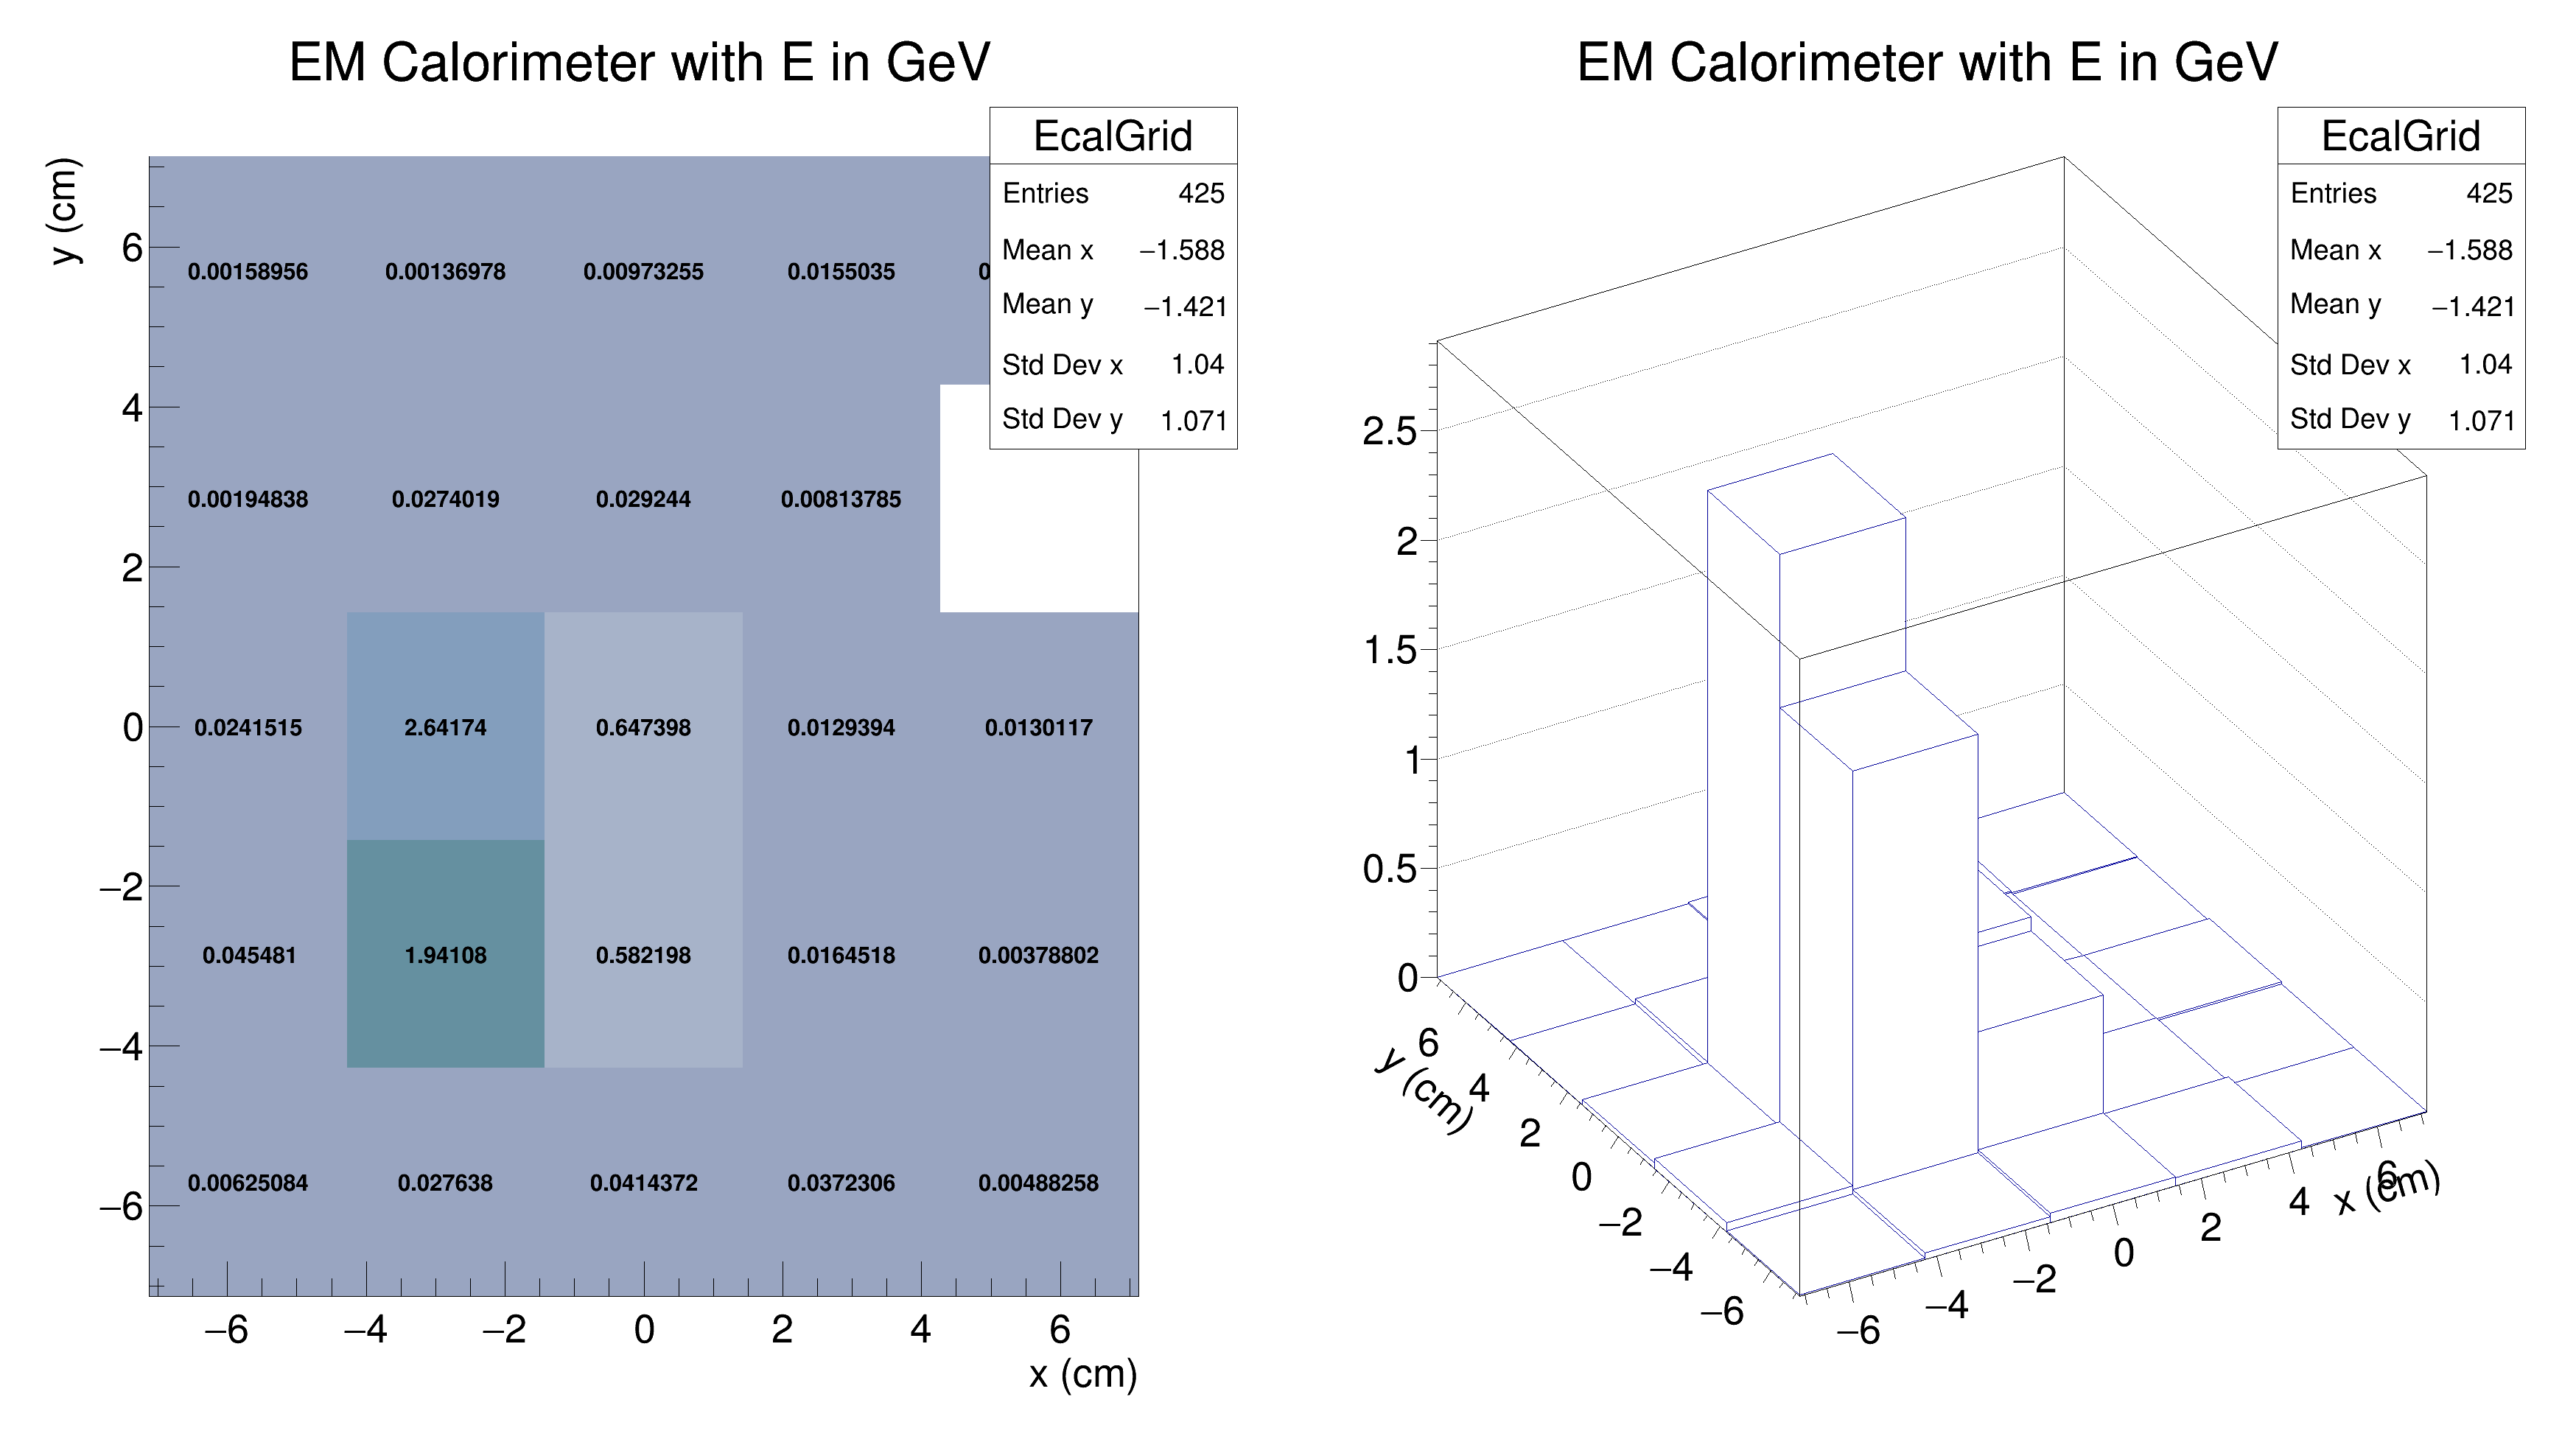 EM Calorimeter with E in GeV
EcalGrid
Entries 425
Mean x −1.588
Mean y −1.421
Std Dev x 1.04
Std Dev y 1.071
y (cm)
6
4
2
0
−2
−4
−6
0.00158956 0.00136978 0.00973255 0.0155035
0.00194838 0.0274019 0.029244 0.00813785
0.0241515 2.64174 0.647398 0.0129394 0.0130117
0.045481 1.94108 0.582198 0.0164518 0.00378802
0.00625084 0.027638 0.0414372 0.0372306 0.00488258
−6 −4 −2 0 2 4 6
x (cm)
EM Calorimeter with E in GeV
EcalGrid
Entries 425
Mean x −1.588
Mean y −1.421
Std Dev x 1.04
Std Dev y 1.071
2.5
2
1.5
1
0.5
0
6
4
2
0
−2
−4
−6
y (cm)
−6
−4
−2
0
2
4
6
x (cm)